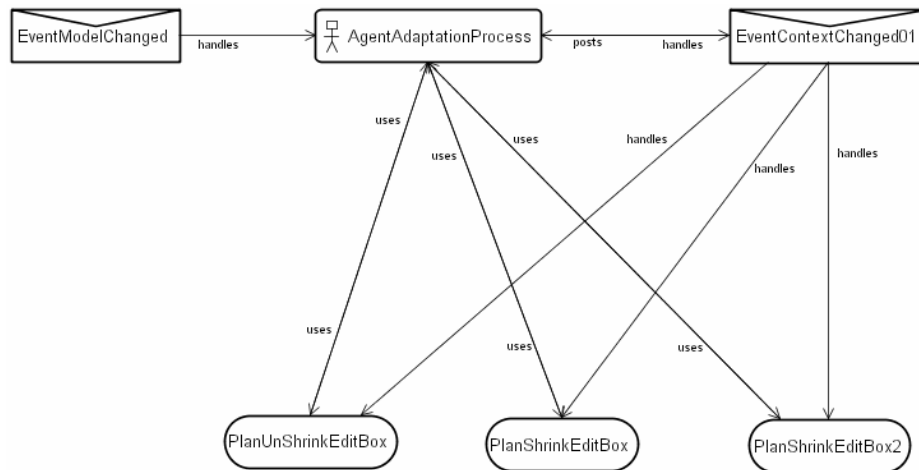 EventModelChanged
handles
AgentAdaptationProcess
posts
handles
EventContextChanged01
uses
uses
uses
handles
handles
handles
uses
uses
uses
PlanUnShrinkEditBox
PlanShrinkEditBox
PlanShrinkEditBox2